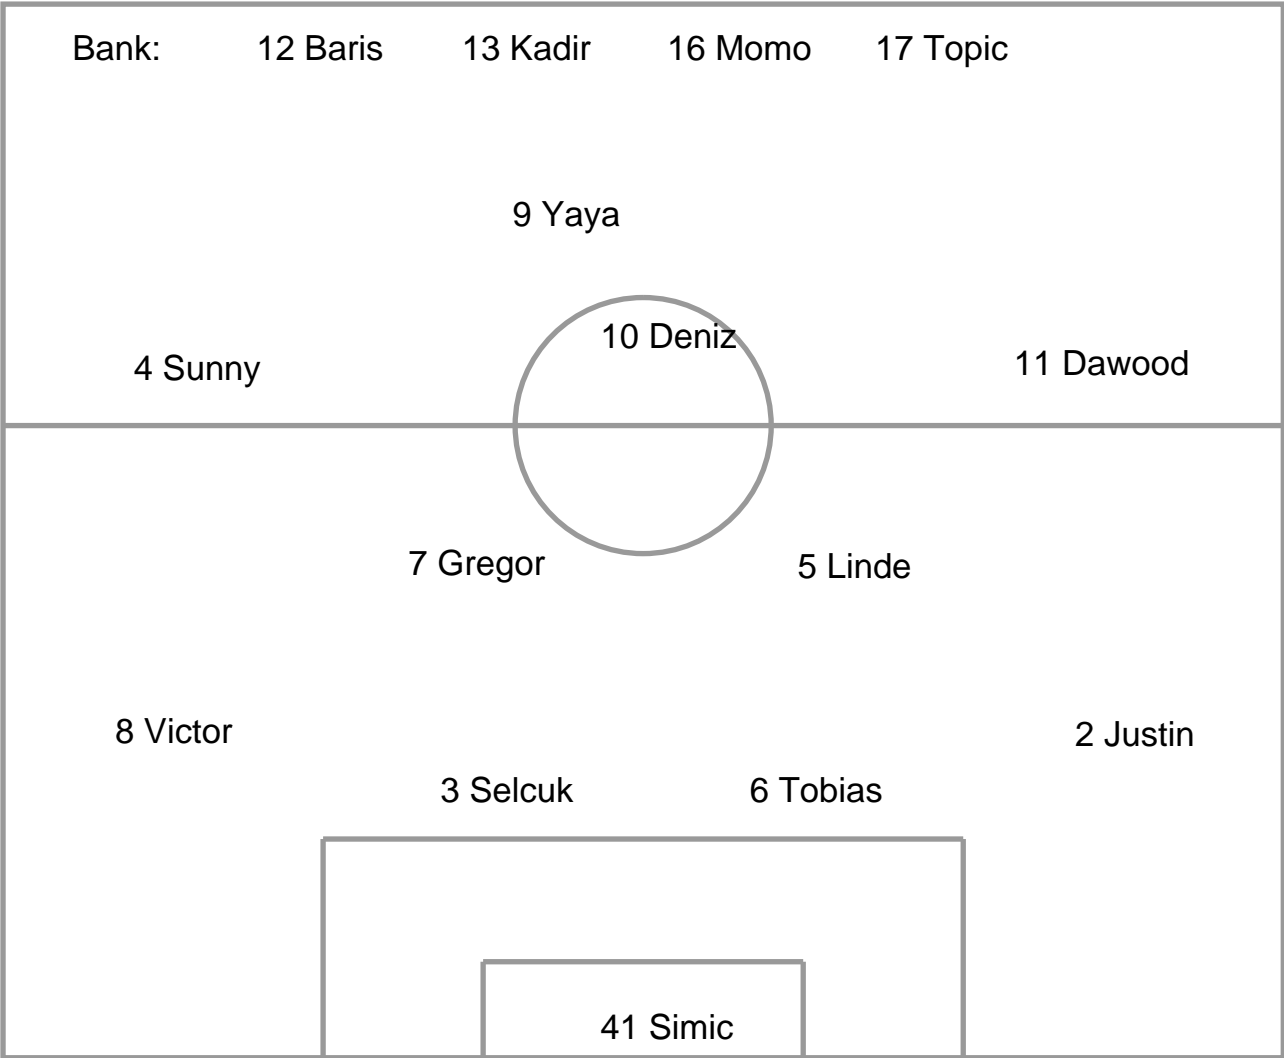 Bank: 12 Baris 13 Kadir 16 Momo 17 Topic
9 Yaya
10 Deniz
4 Sunny 11 Dawood
7 Gregor 5 Linde
8 Victor 2 Justin
3 Selcuk 6 Tobias
41 Simic